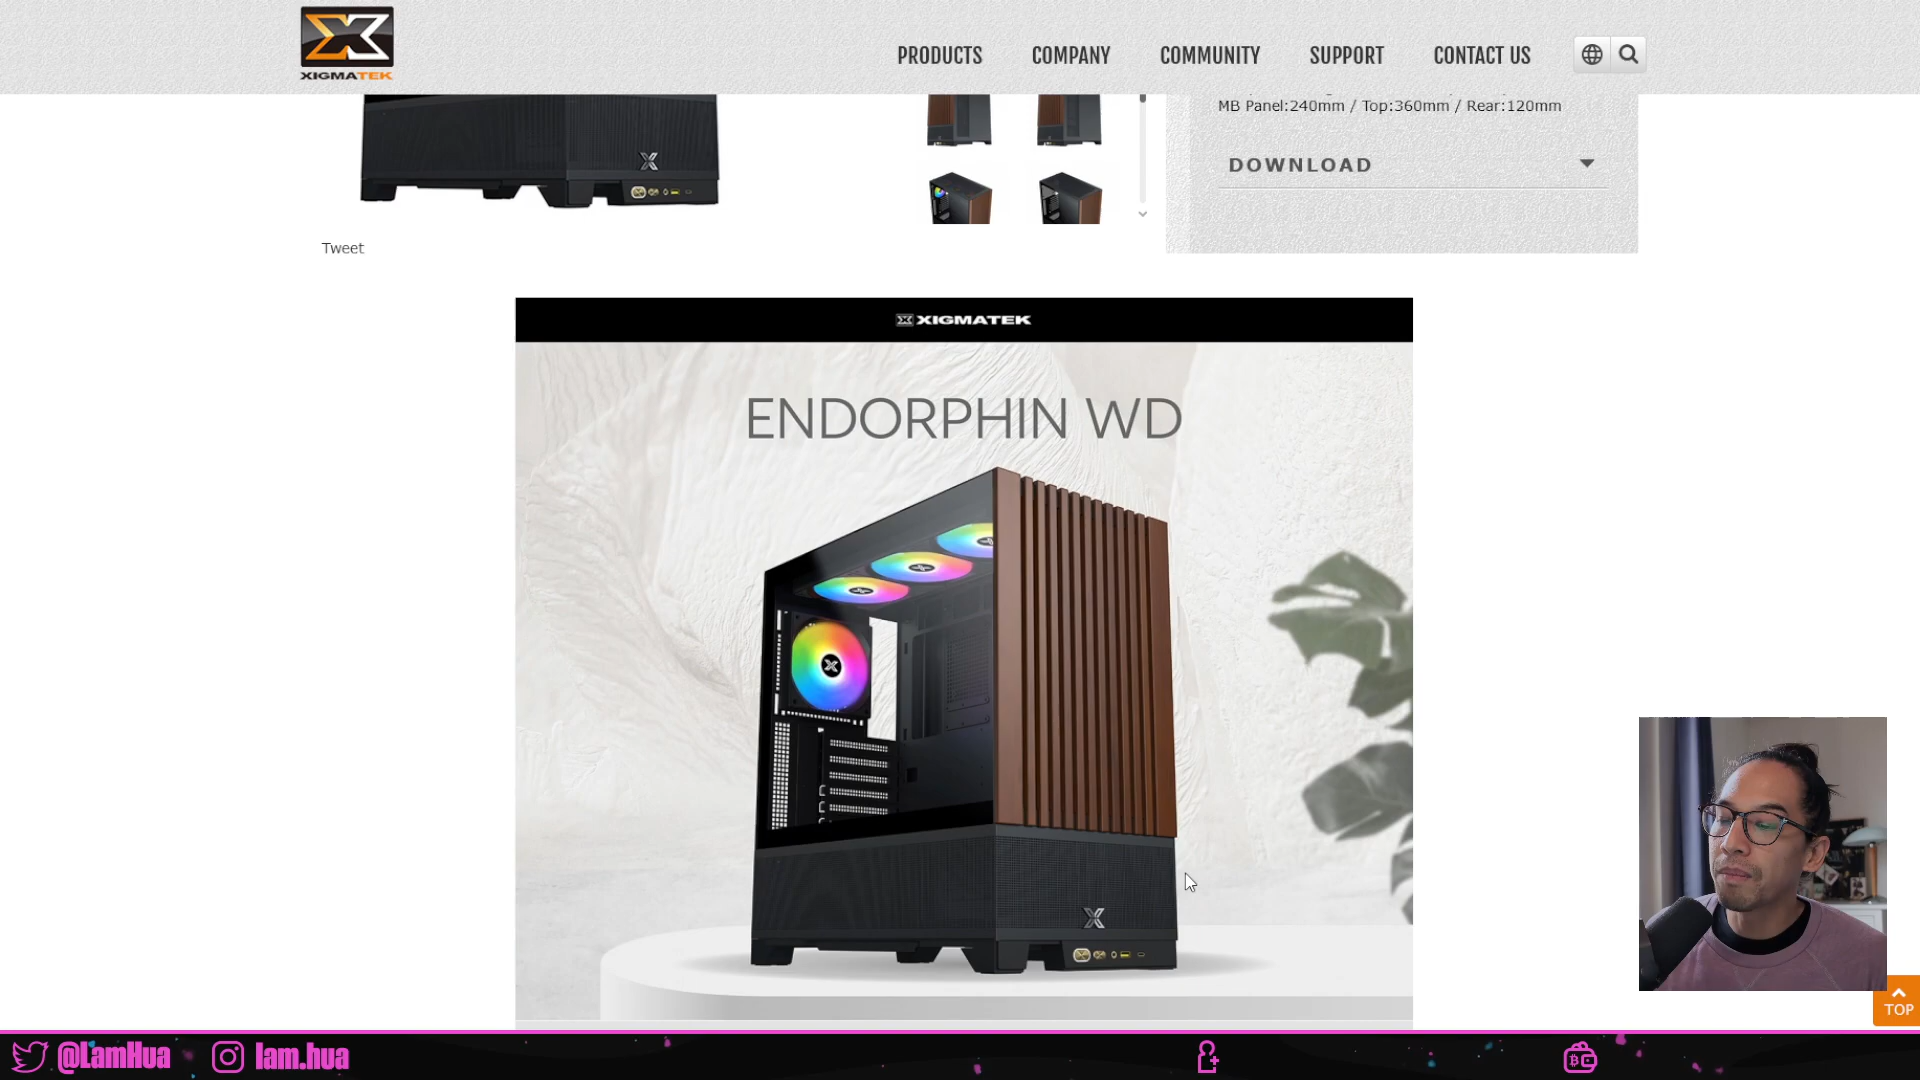 XIGMATEK
PRODUCTS COMPANY COMMUNITY SUPPORT CONTACT US
MB Panel:240mm / Top:360mm / Rear:120mm
DOWNLOAD
Tweet
XIGMATEK
ENDORPHIN WD
TOP
@LamHua lam.hua